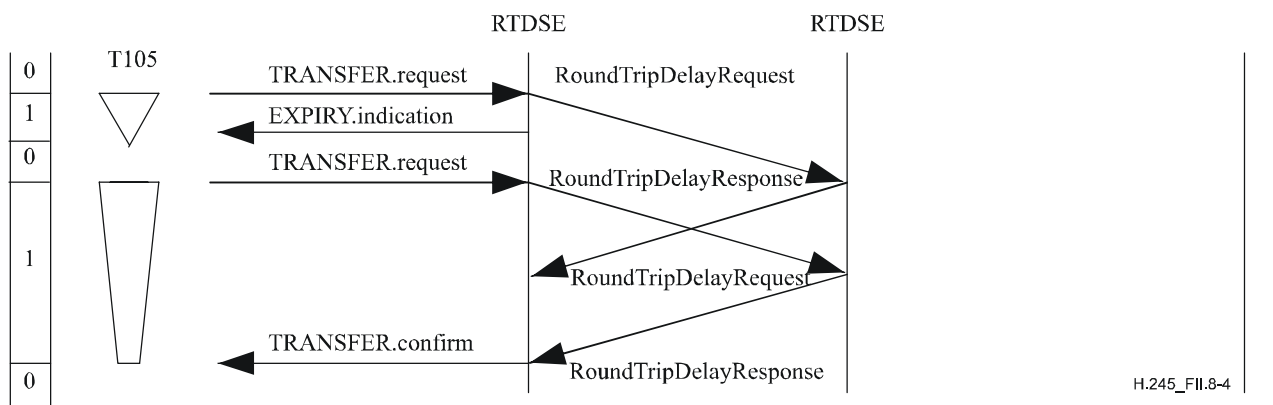 RTDSE RTDSE
T105
0
TRANSFER.request RoundTripDelayRequest
1
EXPIRY.indication
0
TRANSFER.request
RoundTripDelayResponse
1
RoundTripDelayRequest
TRANSFER.confirm
RoundTripDelayResponse
0
H.245_FII.8-4